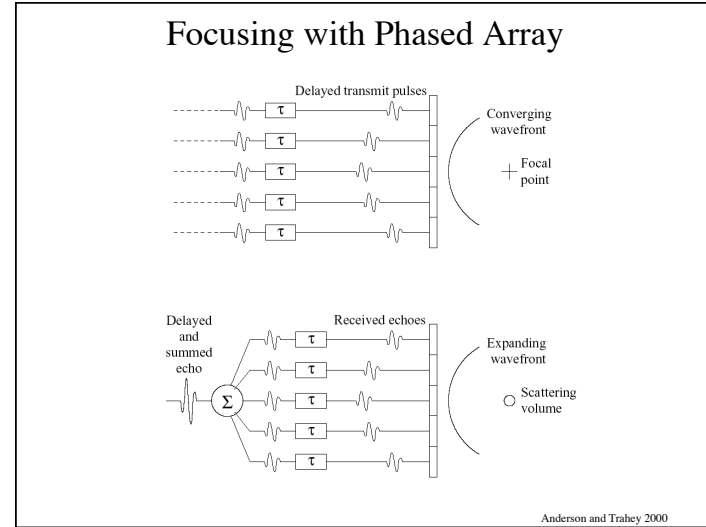 Focusing with Phased Array
Delayed transmit pulses
τ
τ
τ
τ
τ
Converging
wavefront
Focal
point
Delayed
and
summed
echo
Σ
Received echoes
τ
τ
τ
τ
τ
Expanding
wavefront
Scattering
volume
Anderson and Trahey 2000